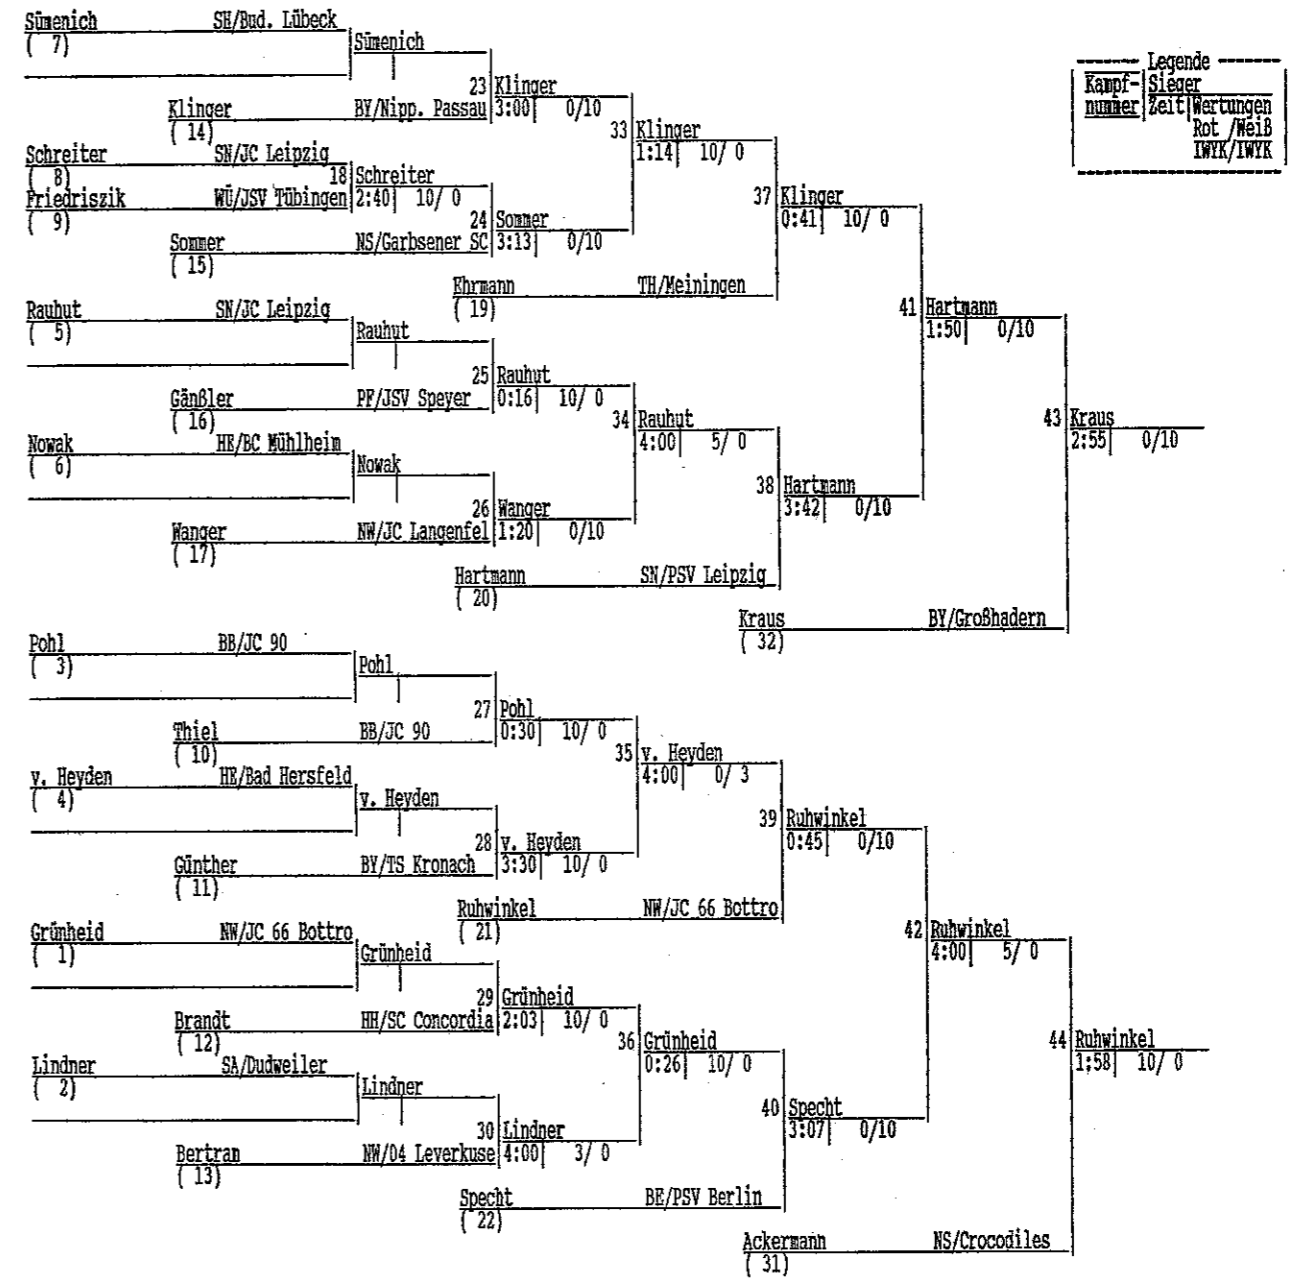 Sümenich SH/Bud. Lübeck
( 7)
Sümenich
23 Klinger
3:00 0/10
Klinger BY/Nipp. Passau
( 14)
33 Klinger
1:14 10/ 0
Schreiter SN/JC Leipzig
( 8)
18 Schreiter
2:40 10/ 0
Friedriszik WÜ/JSV Tübingen
( 9)
24 Sommer
3:13 0/10
Sommer NS/Garbsener SC
( 15)
37 Klinger
0:41 10/ 0
Ehrmann TH/Meiningen
( 19)
Legende
Kampf- Sieger
nummer Zeit Wertungen
Rot /Weiß
IWYK/IWYK
41 Hartmann
1:50 0/10
Rauhut SN/JC Leipzig
( 5)
Rauhut
25 Rauhut
0:16 10/ 0
Gänßler PF/JSV Speyer
( 16)
34 Rauhut
4:00 5/ 0
Nowak HE/BC Mühlheim
( 6)
Nowak
26 Wanger
1:20 0/10
Wanger NW/JC Langenfel
( 17)
38 Hartmann
3:42 0/10
Hartmann SN/PSV Leipzig
( 20)
43 Kraus
2:55 0/10
Kraus BY/Großhadern
( 32)
Pohl BB/JC 90
( 3)
Pohl
27 Pohl
0:30 10/ 0
Thiel BB/JC 90
( 10)
35 v. Heyden
4:00 0/ 3
v. Heyden HE/Bad Hersfeld
( 4)
v. Heyden
28 v. Heyden
3:30 10/ 0
Günther BY/TS Kronach
( 11)
39 Ruhwinkel
0:45 0/10
Ruhwinkel NW/JC 66 Bottro
( 21)
42 Ruhwinkel
4:00 5/ 0
Grünheid NW/JC 66 Bottro
( 1)
Grünheid
29 Grünheid
2:03 10/ 0
Brandt HH/SC Concordia
( 12)
36 Grünheid
0:26 10/ 0
Lindner SA/Dudweiler
( 2)
Lindner
30 Lindner
4:00 3/ 0
Bertram NW/04 Leverkuse
( 13)
40 Specht
3:07 0/10
Specht BE/PSV Berlin
( 22)
44 Ruhwinkel
1:58 10/ 0
Ackermann NS/Crocodiles
( 31)